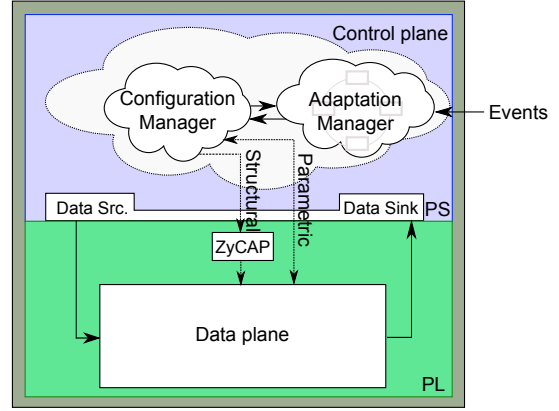 Control plane
Configuration
Manager
Adaptation
Manager
Events
Structural
Parametric
Data Src.
Data Sink
PS
ZyCAP
Data plane
PL